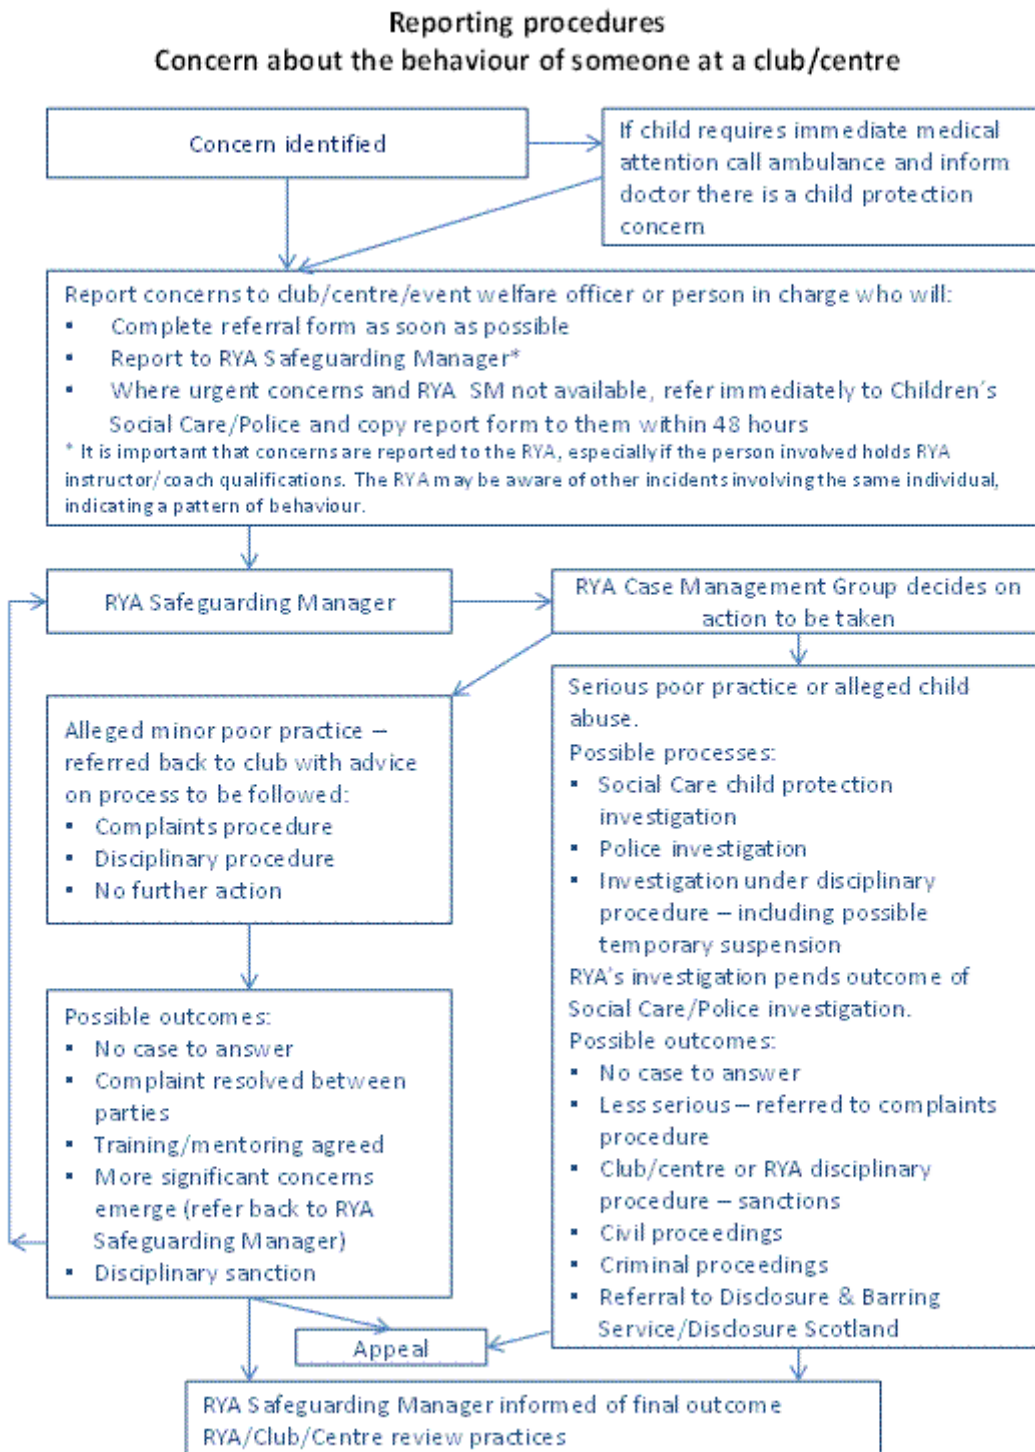 Reporting procedures
Concern about the behaviour of someone at a club/centre
Concern identified
If child requires immediate medical
attention call ambulance and inform
doctor there is a child protection
concern
Report concerns to club/centre/event welfare officer or person in charge who will:
▪ Complete referral form as soon as possible
▪ Report to RYA Safeguarding Manager*
▪ Where urgent concerns and RYA SM not available, refer immediately to Children's
Social Care/Police and copy report form to them within 48 hours
* It is important that concerns are reported to the RYA, especially if the person involved holds RYA
instructor/coach qualifications. The RYA may be aware of other incidents involving the same individual,
indicating a pattern of behaviour.
RYA Safeguarding Manager
RYA Case Management Group decides on
action to be taken
Alleged minor poor practice –
referred back to club with advice
on process to be followed:
▪ Complaints procedure
▪ Disciplinary procedure
▪ No further action
Serious poor practice or alleged child
abuse.
Possible processes:
▪ Social Care child protection
investigation
▪ Police investigation
▪ Investigation under disciplinary
procedure – including possible
temporary suspension
RYA's investigation pends outcome of
Social Care/Police investigation.
Possible outcomes:
▪ No case to answer
▪ Less serious – referred to complaints
procedure
▪ Club/centre or RYA disciplinary
procedure – sanctions
▪ Civil proceedings
▪ Criminal proceedings
▪ Referral to Disclosure & Barring
Service/Disclosure Scotland
Possible outcomes:
▪ No case to answer
▪ Complaint resolved between
parties
▪ Training/mentoring agreed
▪ More significant concerns
emerge (refer back to RYA
Safeguarding Manager)
▪ Disciplinary sanction
Appeal
RYA Safeguarding Manager informed of final outcome
RYA/Club/Centre review practices